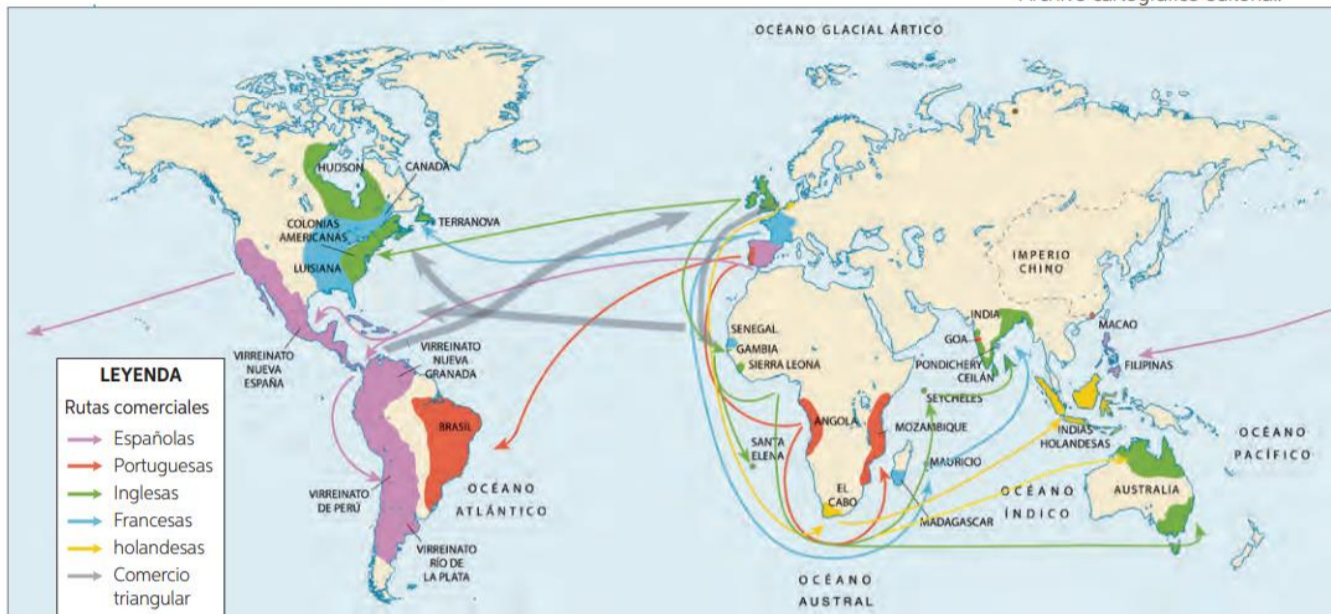 Archivo cartográfico editorial.
OCÉANO GLACIAL ÁRTICO
HUDSON
CANADA
COLONIAS
AMERICANAS
TERRANOVA
LUISIANA
IMPERIO
CHINO
VIRREINATO
NUEVA
ESPAÑA
VIRREINATO
NUEVA
GRANADA
SENEGAL
GAMBIA
SIERRA LEONA
INDIA
GOA
PONDICHERY
CEILÁN
MACAO
FILIPINAS
SEYCHELES
BRASIL
ANGOLA
MOZAMBIQUE
INDIAS
HOLANDESAS
SANTA
ELENA
MAURICIO
OCÉANO
PACÍFICO
VIRREINATO
DE PERÚ
OCÉANO
ATLÁNTICO
EL
CABO
MADAGASCAR
OCÉANO
ÍNDICO
AUSTRALIA
VIRREINATO
RÍO DE
LA PLATA
OCÉANO
AUSTRAL
LEYENDA
Rutas comerciales
Españolas
Portuguesas
Inglesas
Francesas
holandesas
Comercio
triangular